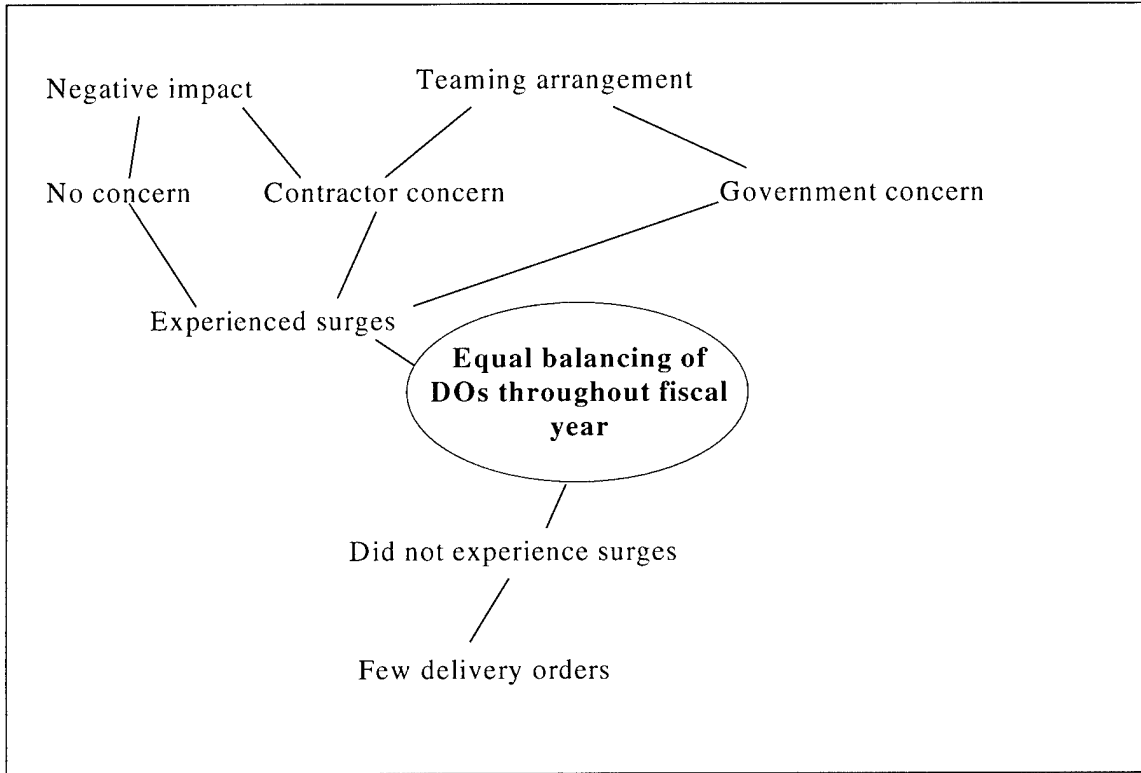 Negative impact
Teaming arrangement
No concern
Contractor concern
Government concern
Experienced surges
Equal balancing of
DOs throughout fiscal
year
Did not experience surges
Few delivery orders